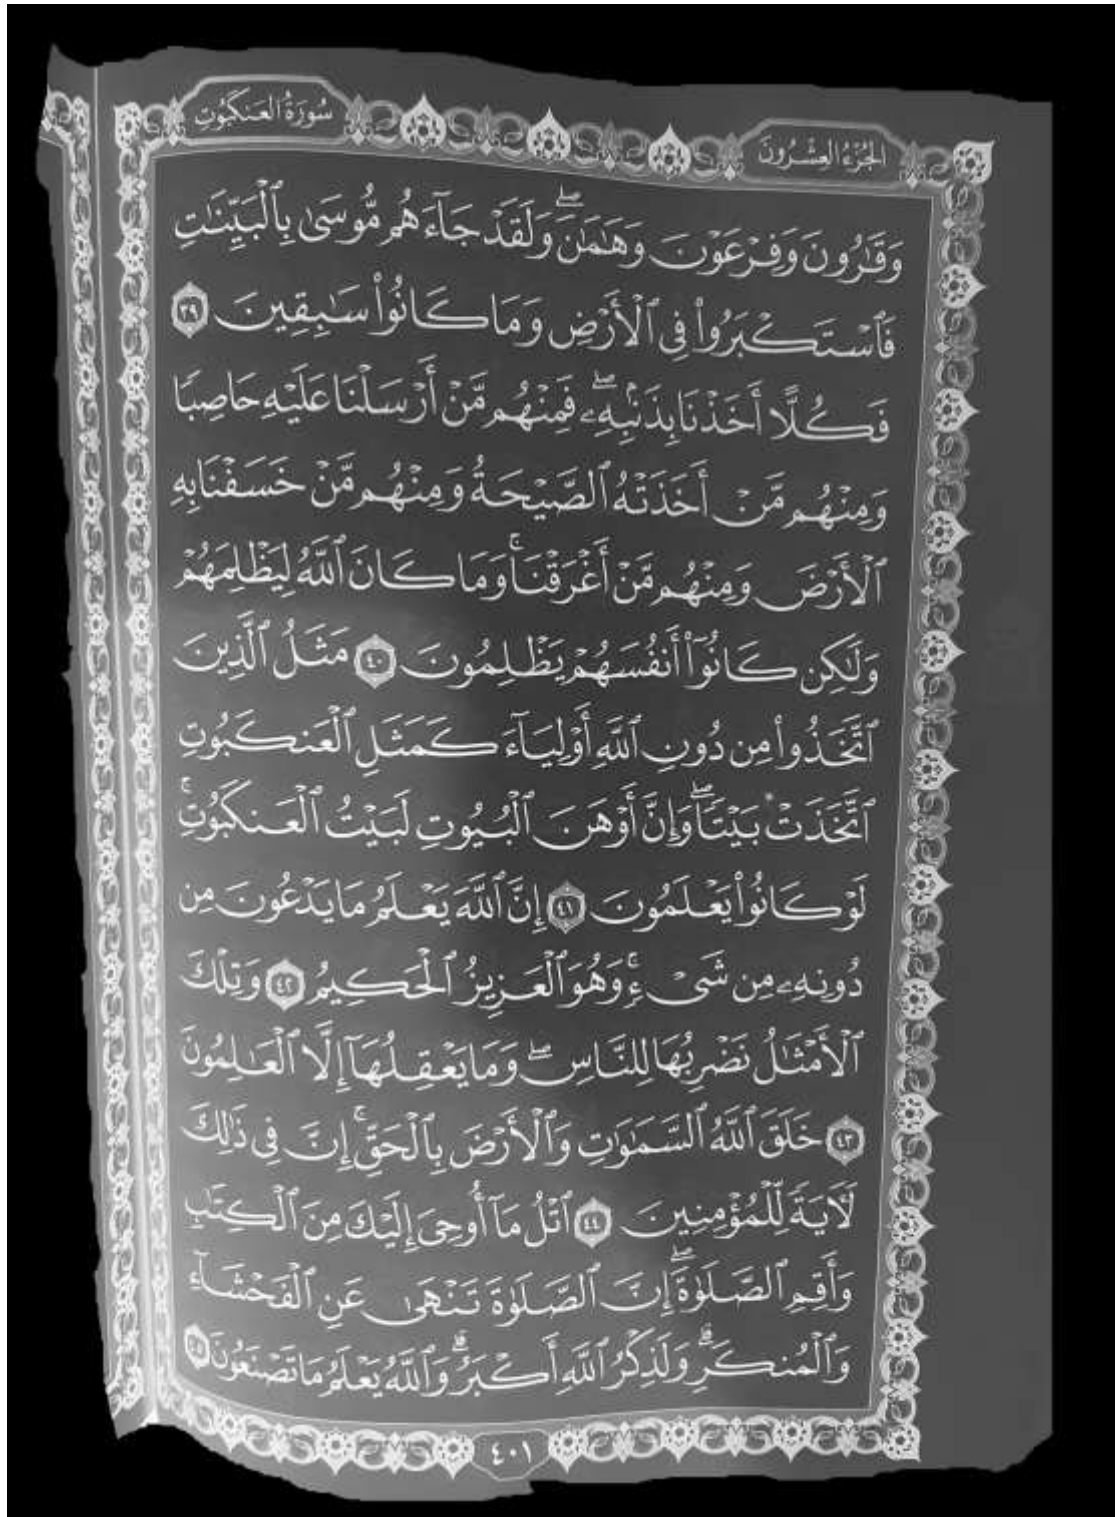 الجُزْءُ العِشْرُونَ
سُورَةُ العَنكَبُوتِ
وَقَٰرُونَ وَفِرْعَوْنَ وَهَٰمَٰنَۖ وَلَقَدْ جَآءَهُم مُّوسَىٰ بِٱلْبَيِّنَٰتِ
فَٱسْتَكْبَرُوا۟ فِى ٱلْأَرْضِ وَمَا كَانُوا۟ سَٰبِقِينَ ٣٩
فَكُلًّا أَخَذْنَا بِذَنۢبِهِۦۖ فَمِنْهُم مَّنْ أَرْسَلْنَا عَلَيْهِ حَاصِبًا
وَمِنْهُم مَّنْ أَخَذَتْهُ ٱلصَّيْحَةُ وَمِنْهُم مَّنْ خَسَفْنَا بِهِ
ٱلْأَرْضَ وَمِنْهُم مَّنْ أَغْرَقْنَاۚ وَمَا كَانَ ٱللَّهُ لِيَظْلِمَهُمْ
وَلَٰكِن كَانُوٓا۟ أَنفُسَهُمْ يَظْلِمُونَ ٤٠ مَثَلُ ٱلَّذِينَ
ٱتَّخَذُوا۟ مِن دُونِ ٱللَّهِ أَوْلِيَآءَ كَمَثَلِ ٱلْعَنكَبُوتِ
ٱتَّخَذَتْ بَيْتًاۖ وَإِنَّ أَوْهَنَ ٱلْبُيُوتِ لَبَيْتُ ٱلْعَنكَبُوتِۚ
لَوْ كَانُوا۟ يَعْلَمُونَ ٤١ إِنَّ ٱللَّهَ يَعْلَمُ مَا يَدْعُونَ مِن
دُونِهِۦ مِن شَىْءٍۚ وَهُوَ ٱلْعَزِيزُ ٱلْحَكِيمُ ٤٢ وَتِلْكَ
ٱلْأَمْثَٰلُ نَضْرِبُهَا لِلنَّاسِۖ وَمَا يَعْقِلُهَآ إِلَّا ٱلْعَٰلِمُونَ
٤٣ خَلَقَ ٱللَّهُ ٱلسَّمَٰوَٰتِ وَٱلْأَرْضَ بِٱلْحَقِّۚ إِنَّ فِى ذَٰلِكَ
لَءَايَةً لِّلْمُؤْمِنِينَ ٤٤ ٱتْلُ مَآ أُوحِىَ إِلَيْكَ مِنَ ٱلْكِتَٰبِ
وَأَقِمِ ٱلصَّلَوٰةَۖ إِنَّ ٱلصَّلَوٰةَ تَنْهَىٰ عَنِ ٱلْفَحْشَآءِ
وَٱلْمُنكَرِۗ وَلَذِكْرُ ٱللَّهِ أَكْبَرُۗ وَٱللَّهُ يَعْلَمُ مَا تَصْنَعُونَ ٤٥
٤٠١